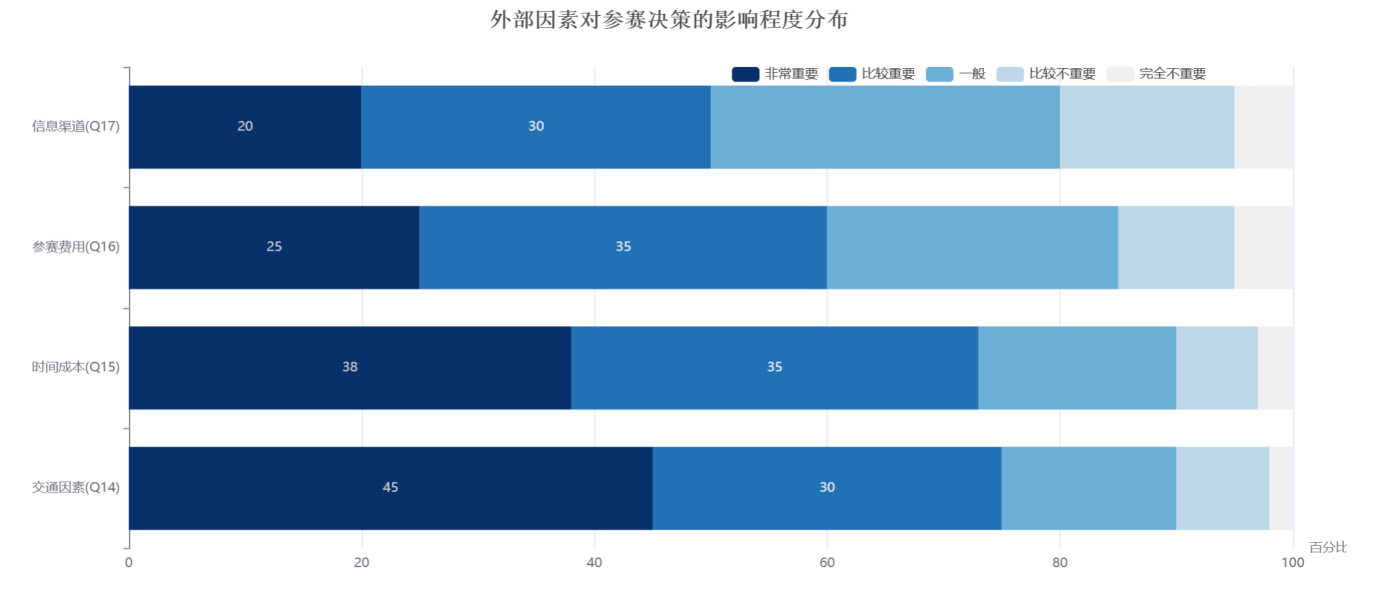 外部因素对参赛决策的影响程度分布
非常重要 比较重要 一般 比较不重要 完全不重要
信息渠道(Q17) 20 30
参赛费用(Q16) 25 35
时间成本(Q15) 38 35
交通因素(Q14) 45 30
百分比
0 20 40 60 80 100